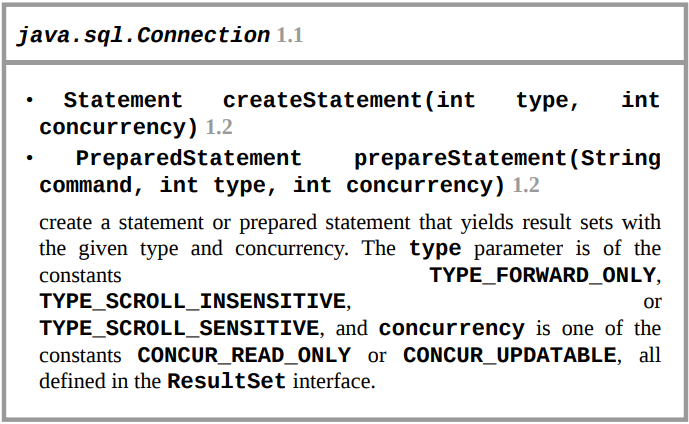 java.sql.Connection 1.1
• Statement createStatement(int type, int
concurrency) 1.2
• PreparedStatement prepareStatement(String
command, int type, int concurrency) 1.2
create a statement or prepared statement that yields result sets with
the given type and concurrency. The type parameter is of the
constants TYPE_FORWARD_ONLY,
TYPE_SCROLL_INSENSITIVE, or
TYPE_SCROLL_SENSITIVE, and concurrency is one of the
constants CONCUR_READ_ONLY or CONCUR_UPDATABLE, all
defined in the ResultSet interface.